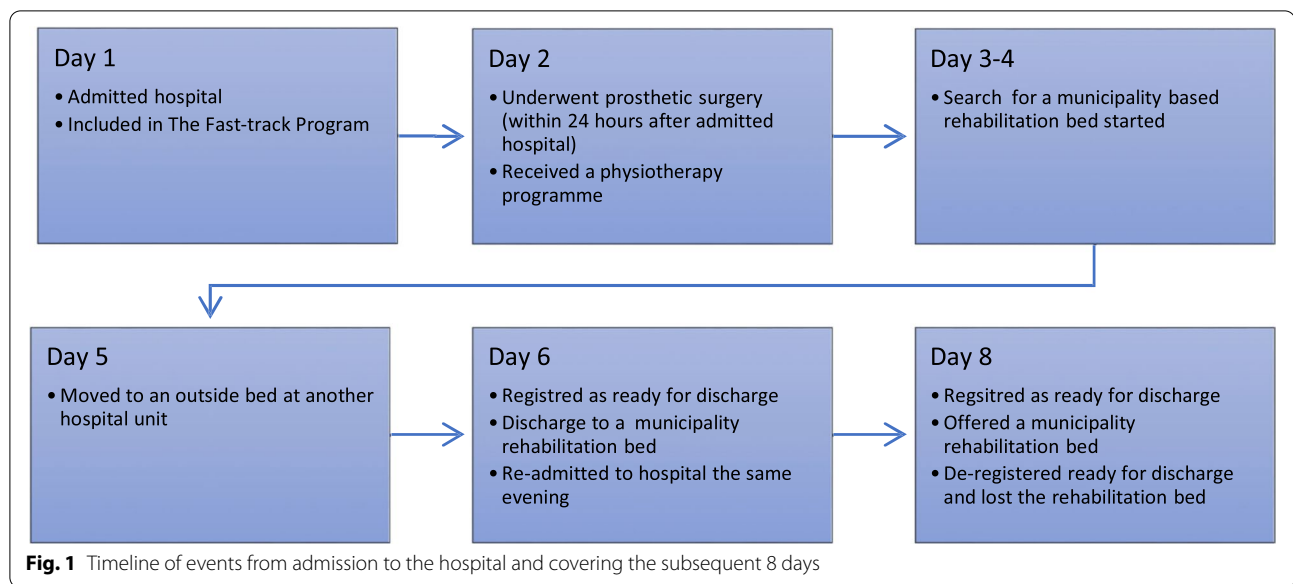 Day 1
• Admitted hospital
• Included in The Fast-track Program
Day 2
• Underwent prosthetic surgery
(within 24 hours after admitted
hospital)
• Received a physiotherapy
programme
Day 3-4
• Search for a municipality based
rehabilitation bed started
Day 5
• Moved to an outside bed at another
hospital unit
Day 6
• Registred as ready for discharge
• Discharge to a municipality
rehabilitation bed
• Re-admitted to hospital the same
evening
Day 8
• Regsitred as ready for discharge
• Offered a municipality
rehabilitation bed
• De-registered ready for discharge
and lost the rehabilitation bed
Fig. 1 Timeline of events from admission to the hospital and covering the subsequent 8 days